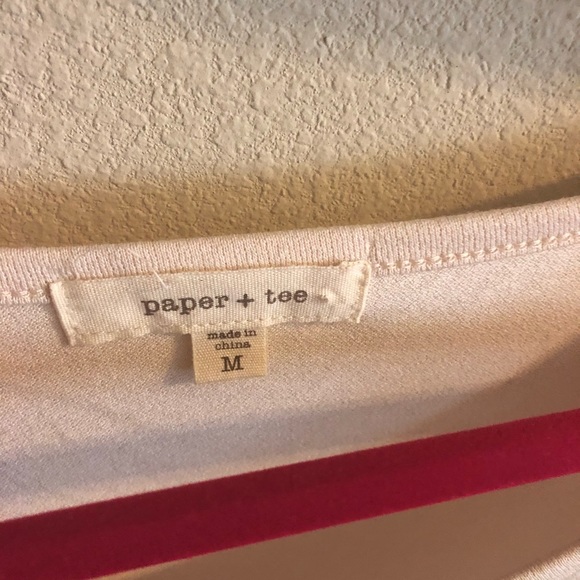 paper + tee
made in
china
M